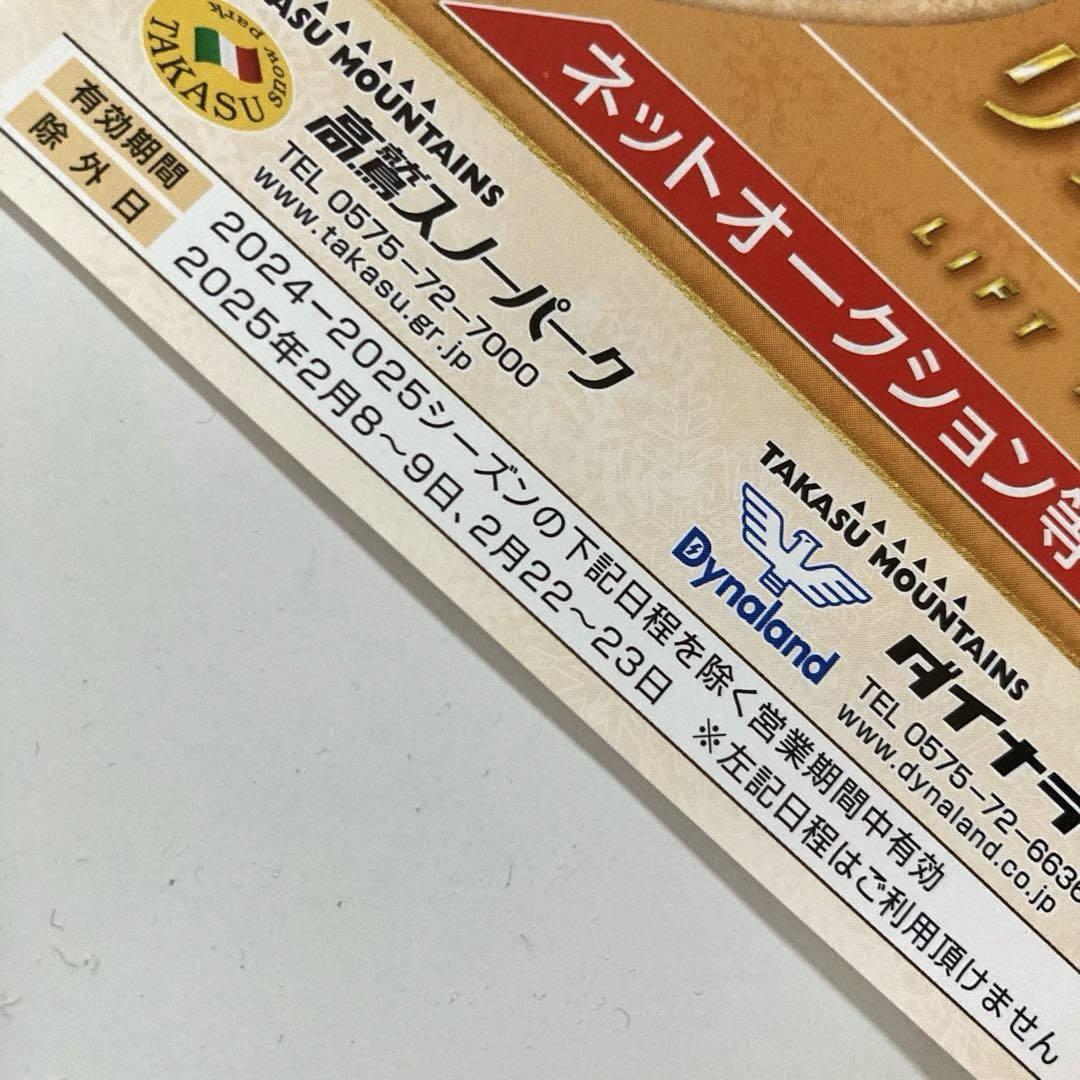 TAKASU
snow park
TAKASU MOUNTAINS
高鷲スノーパーク
TEL 0575-72-7000
www.takasu.gr.jp
ネットオークション等
LIFT
TAKASU MOUNTAINS
Dynaland
ダイナラ
TEL 0575-72-6636
www.dynaland.co.jp
有効期間
2024-2025シーズンの下記日程を除く営業期間中有効
除外日
2025年2月8~9日、2月22~23日 ※左記日程はご利用頂けません